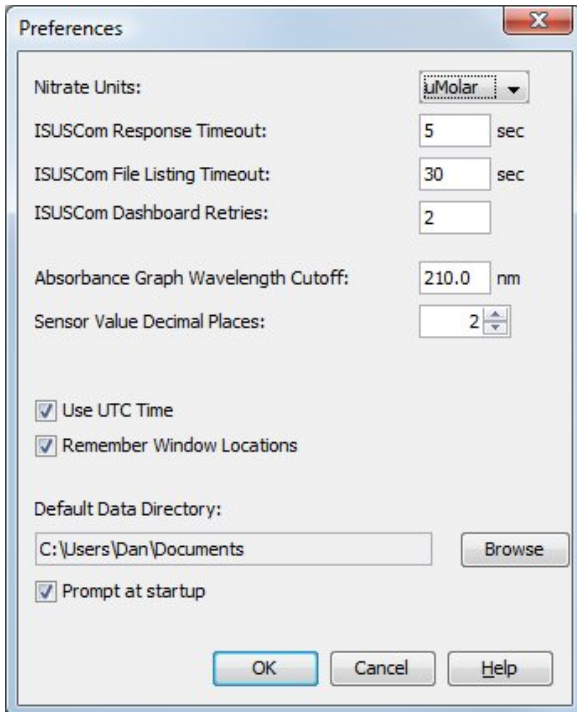 Preferences
Nitrate Units: uMolar
ISUSCom Response Timeout: 5 sec
ISUSCom File Listing Timeout: 30 sec
ISUSCom Dashboard Retries: 2
Absorbance Graph Wavelength Cutoff: 210.0 nm
Sensor Value Decimal Places: 2
Use UTC Time
Remember Window Locations
Default Data Directory:
C:\Users\Dan\Documents Browse
Prompt at startup
OK Cancel Help